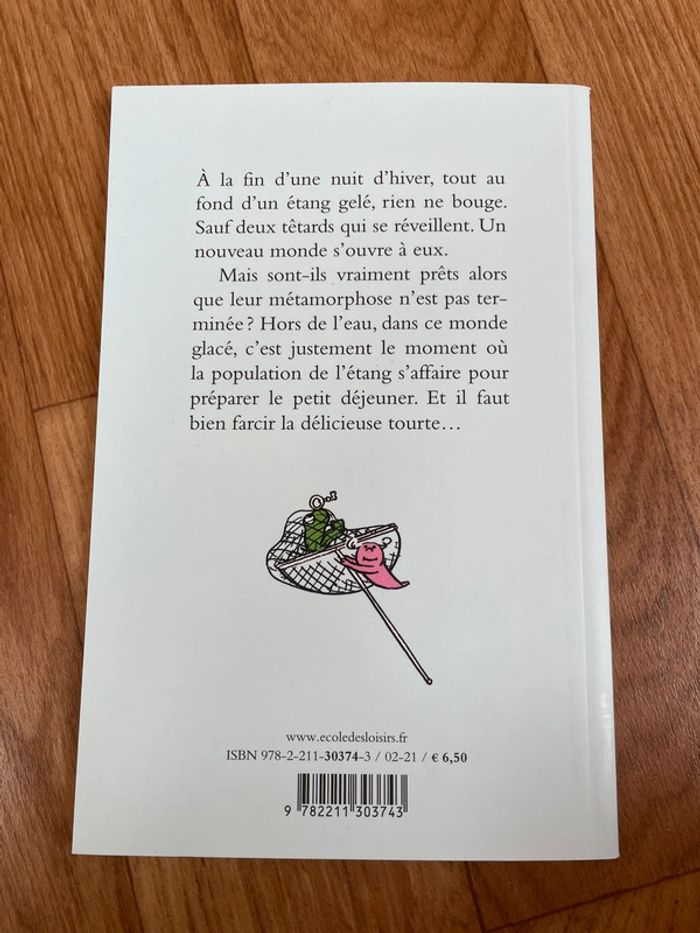 À la fin d'une nuit d'hiver, tout au
fond d'un étang gelé, rien ne bouge.
Sauf deux têtards qui se réveillent. Un
nouveau monde s'ouvre à eux.
Mais sont-ils vraiment prêts alors
que leur métamorphose n'est pas ter-
minée ? Hors de l'eau, dans ce monde
glacé, c'est justement le moment où
la population de l'étang s'affaire pour
préparer le petit déjeuner. Et il faut
bien farcir la délicieuse tourte…
www.ecoledesloisirs.fr
ISBN 978-2-211-30374-3 / 02-21 / € 6,50
9 782211 303743